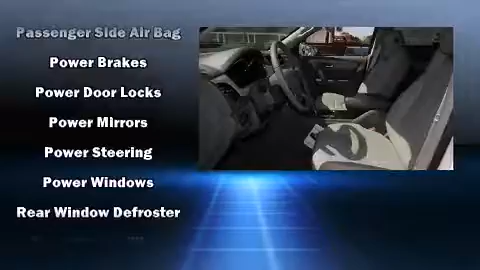 Passenger Side Air Bag
Power Brakes
Power Door Locks
Power Mirrors
Power Steering
Power Windows
Rear Window Defroster